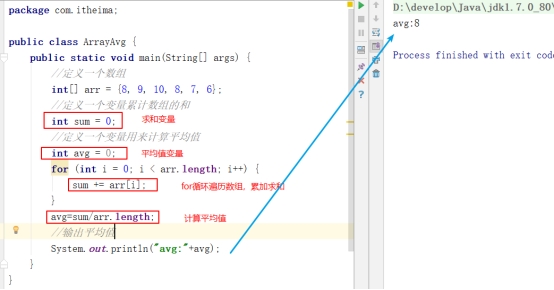 package com.itheima;
D:\develop\Java\jdk1.7.0_80\
avg:8
public class ArrayAvg {
public static void main(String[] args) {
//定义一个数组
Process finished with exit code
int[] arr = {8, 9, 10, 8, 7, 6};
//定义一个变量累计数组的和
int sum = 0; 求和变量
//定义一个变量用来计算平均值
int avg = 0; 平均值变量
for (int i = 0; i < arr.length; i++) {
sum += arr[i]; for循环遍历数组，累加求和
}
avg=sum/arr.length; 计算平均值
//输出平均值
System.out.println("avg:"+avg);
}
}